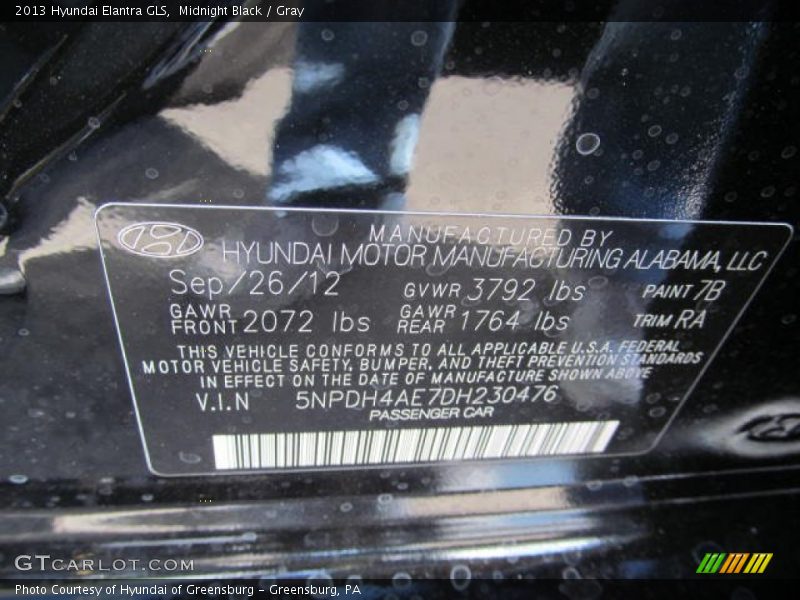 2013 Hyundai Elantra GLS,  Midnight Black / Gray
MANUFACTURED BY
HYUNDAI MOTOR MANUFACTURING ALABAMA, LLC
Sep/26/12 GVWR 3792 lbs PAINT 7B
GAWR FRONT 2072 lbs GAWR REAR 1764 lbs TRIM RA
THIS VEHICLE CONFORMS TO ALL APPLICABLE U.S.A. FEDERAL
MOTOR VEHICLE SAFETY, BUMPER, AND THEFT PREVENTION STANDARDS
IN EFFECT ON THE DATE OF MANUFACTURE SHOWN ABOVE
V.I.N 5NPDH4AE7DH230476
PASSENGER CAR
GTCARLOT.COM
Photo Courtesy of Hyundai of Greensburg - Greensburg, PA